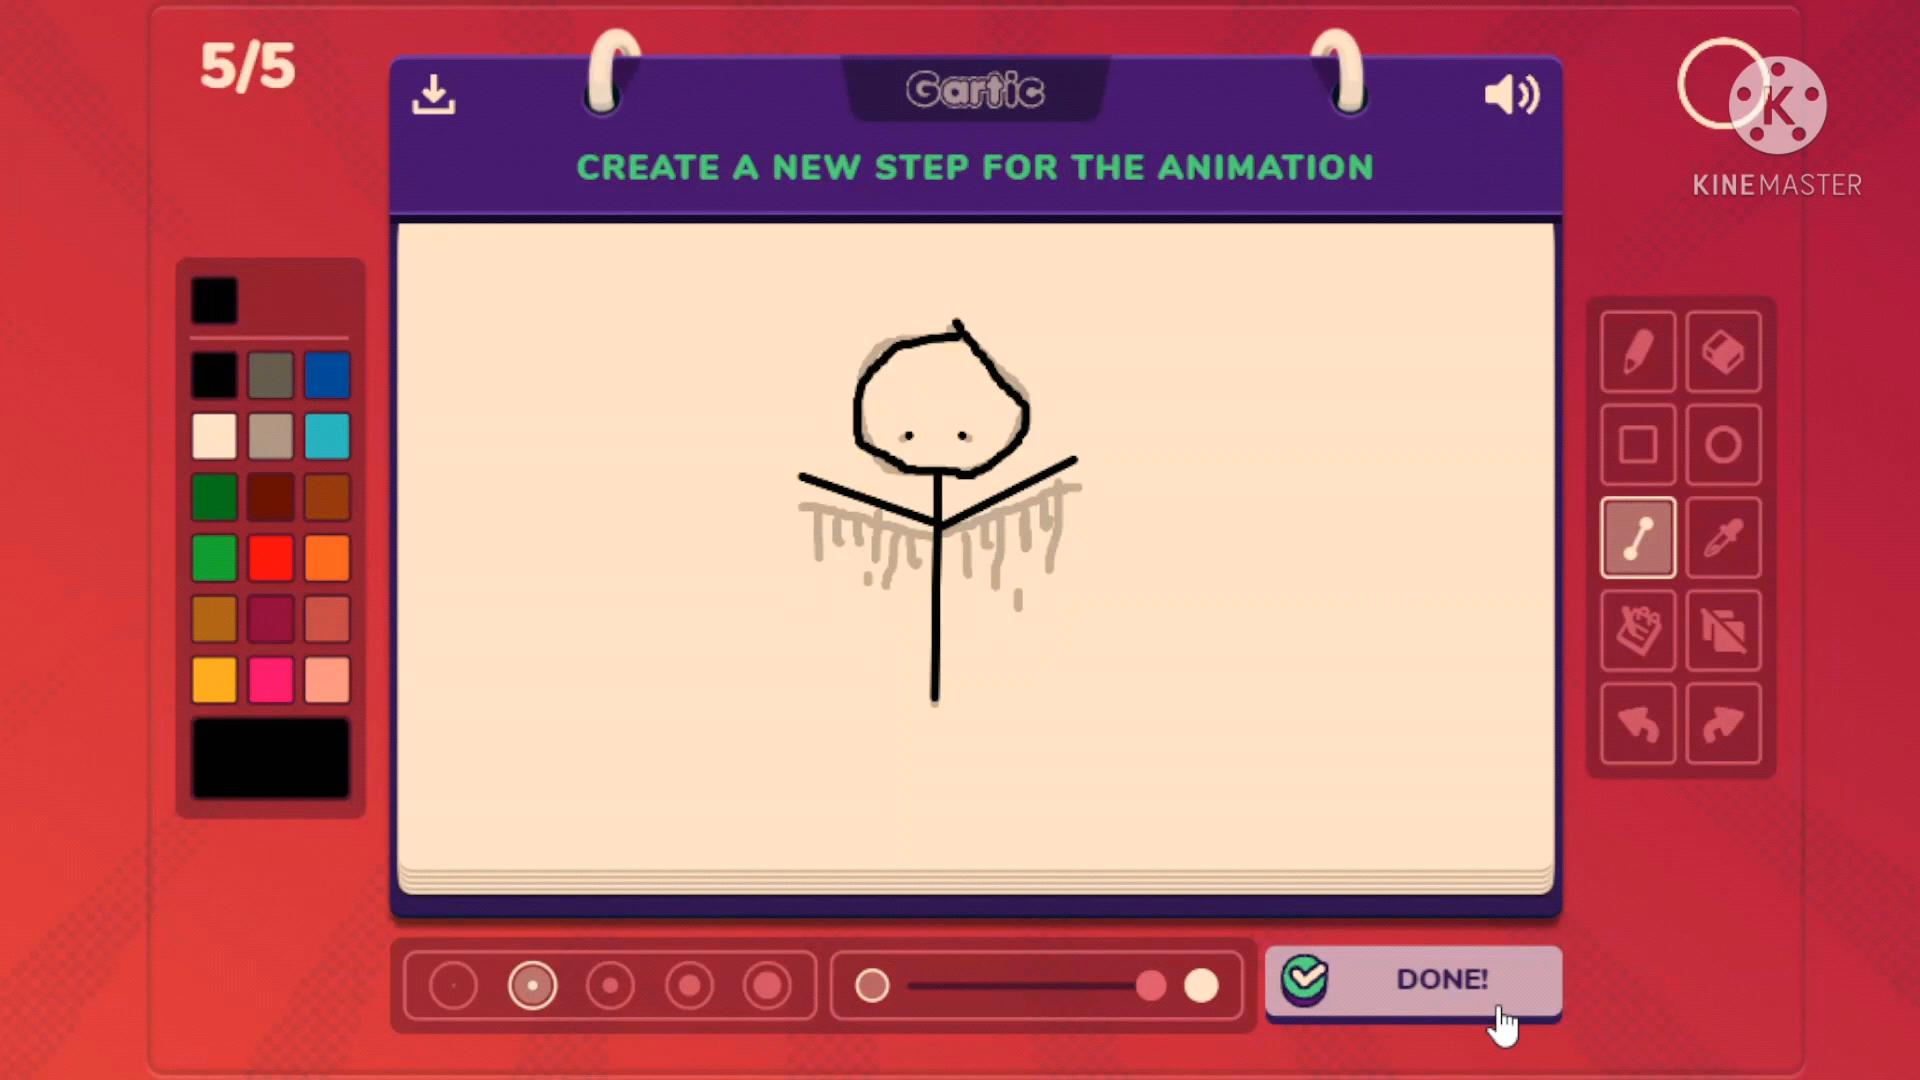 5/5
Gartic
K
CREATE A NEW STEP FOR THE ANIMATION
KINEMASTER
DONE!